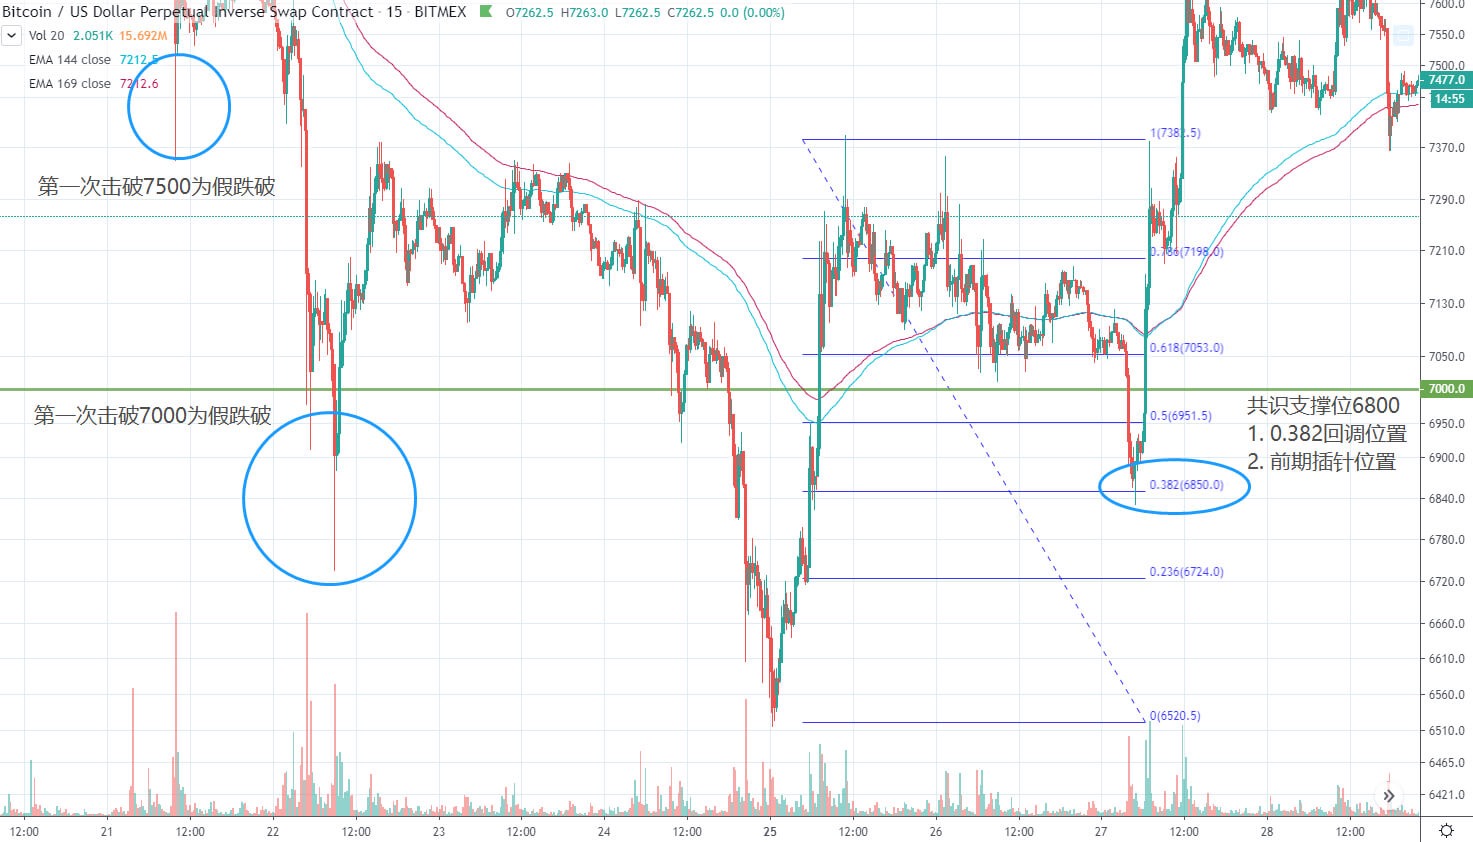 Bitcoin / US Dollar Perpetual Inverse Swap Contract · 15 · BITMEX O7262.5 H7263.0 L7262.5 C7262.5 0.0 (0.00%)
Vol 20 2.051K 15.692M
EMA 144 close 7212.5
EMA 169 close 7212.6
第一次击破7500为假跌破
第一次击破7000为假跌破
1(7382.5)
0.786(7198.0)
0.618(7053.0)
0.5(6951.5)
0.382(6850.0)
0.236(6724.0)
0(6520.5)
共识支撑位6800
1. 0.382回调位置
2. 前期插针位置
7600.0
7550.0
7500.0
7477.0
14:55
7370.0
7290.0
7210.0
7130.0
7050.0
7000.0
6950.0
6900.0
6840.0
6780.0
6720.0
6660.0
6610.0
6560.0
6510.0
6465.0
6421.0
12:00 21 12:00 22 12:00 23 12:00 24 12:00 25 12:00 26 12:00 27 12:00 28 12:00